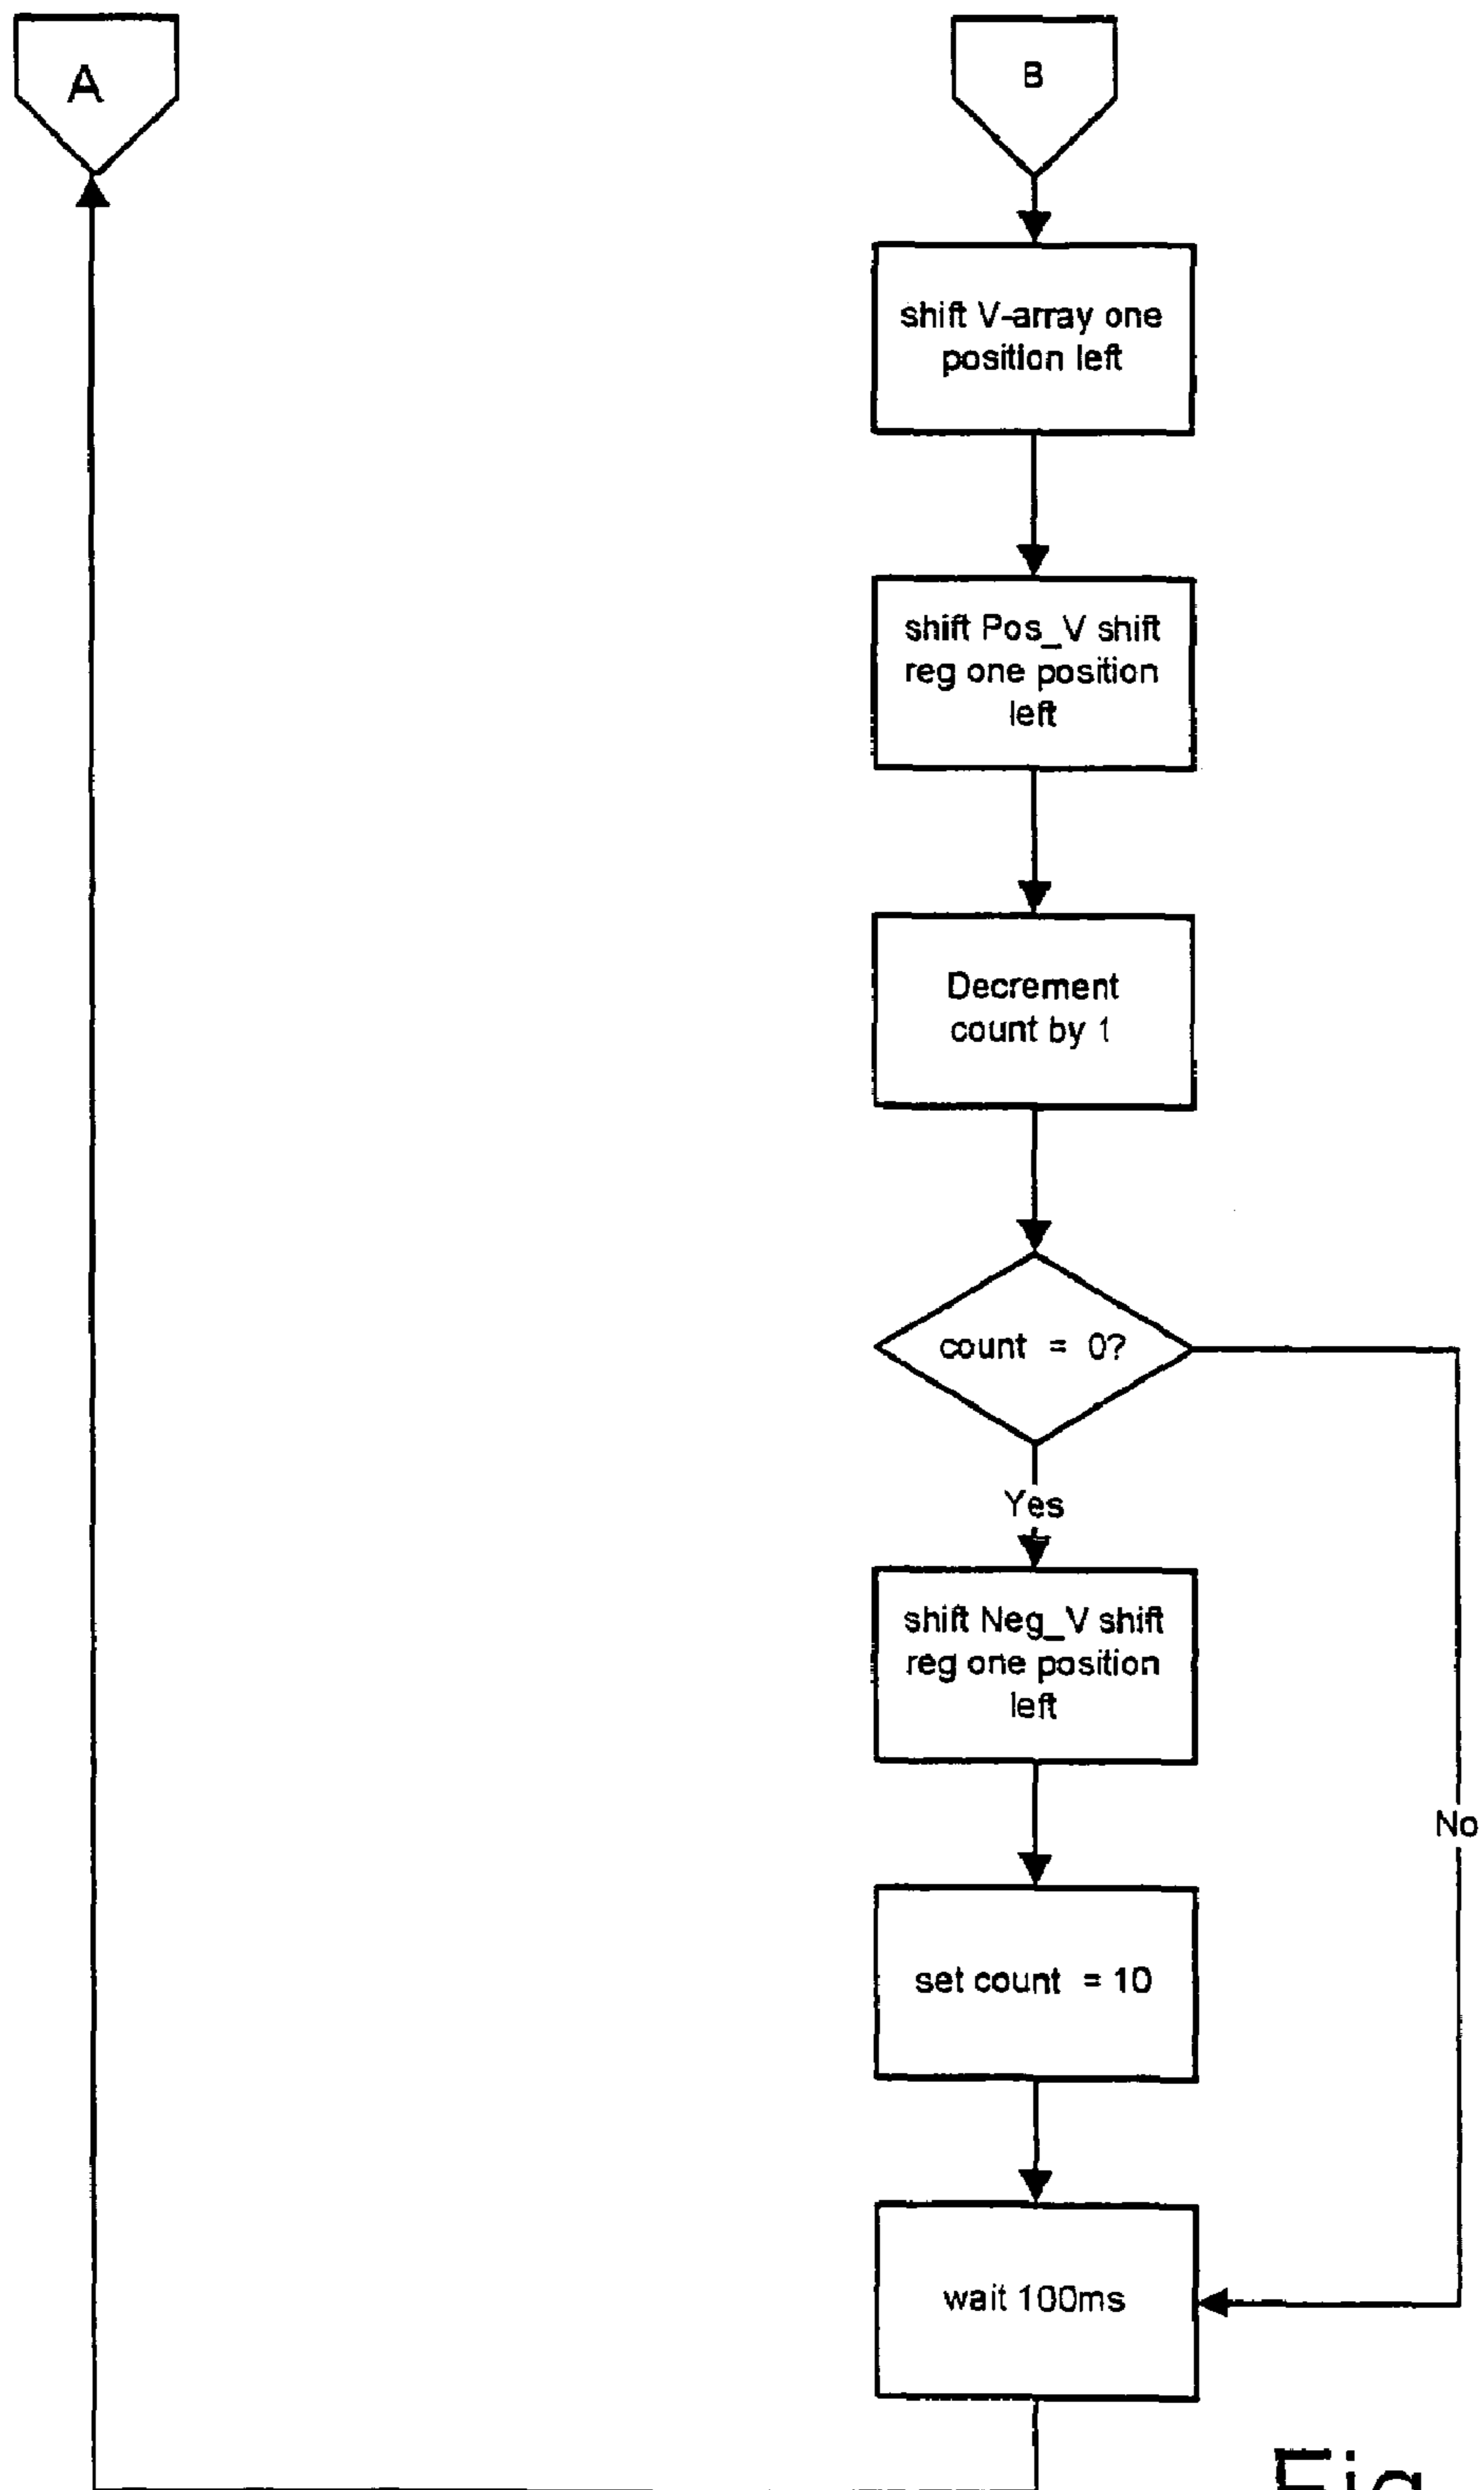 A
B
shift V-array one
position left
shift Pos_V shift
reg one position
left
Decrement
count by 1
count = 0?
Yes
shift Neg_V shift
reg one position
left
No
set count = 10
wait 100ms
Fig